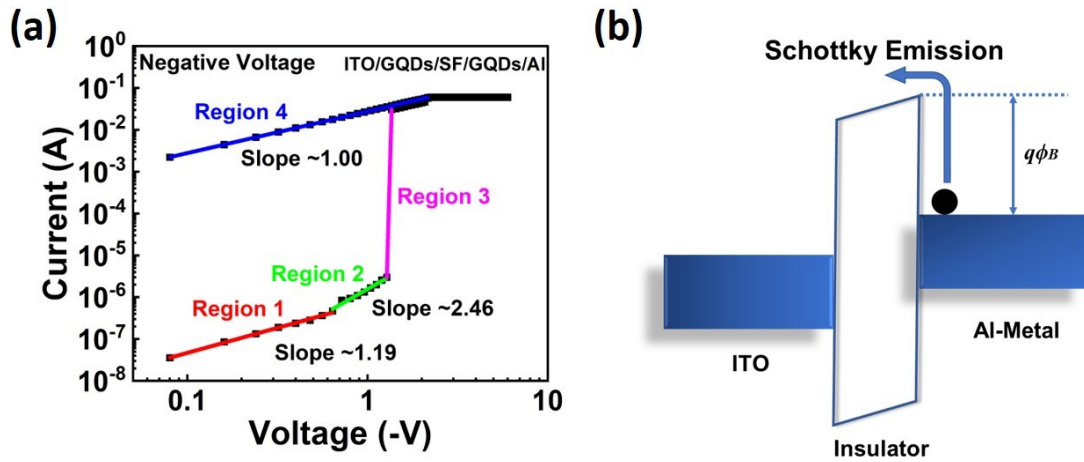 (a)
Negative Voltage ITO/GQDs/SF/GQDs/Al
Region 4
Slope ~1.00
Region 3
Region 2
Slope ~2.46
Region 1
Slope ~1.19
10⁰
10⁻¹
10⁻²
10⁻³
10⁻⁴
10⁻⁵
10⁻⁶
10⁻⁷
10⁻⁸
Current (A)
0.1 1 10
Voltage (-V)
(b)
Schottky Emission
qϕB
Al-Metal
ITO
Insulator